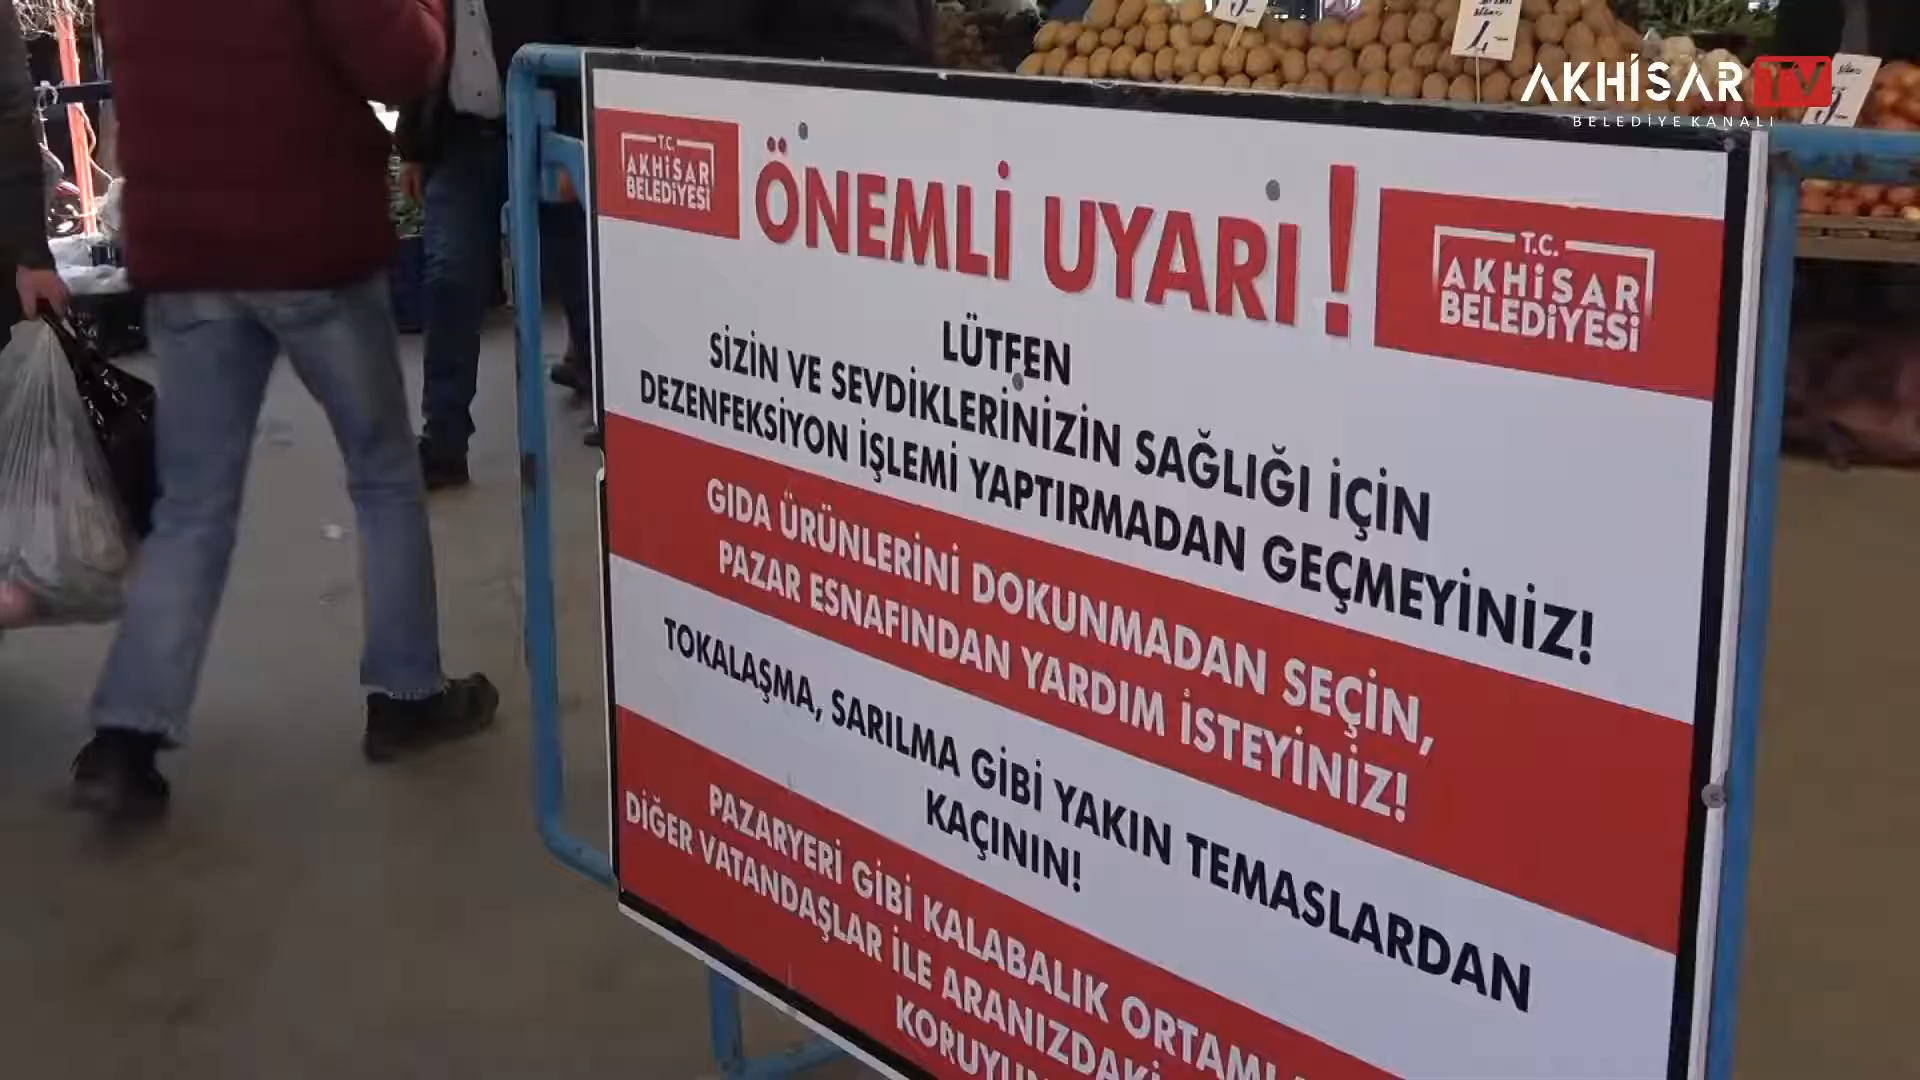 AKHİSAR TV
BELEDİYE KANALI
T.C.
AKHİSAR
BELEDİYESİ
ÖNEMLİ UYARI!
T.C.
AKHİSAR
BELEDİYESİ
LÜTFEN
SİZİN VE SEVDİKLERİNİZİN SAĞLIĞI İÇİN
DEZENFEKSİYON İŞLEMİ YAPTIRMADAN GEÇMEYİNİZ!
GIDA ÜRÜNLERİNİ DOKUNMADAN SEÇİN,
PAZAR ESNAFINDAN YARDIM İSTEYİNİZ!
TOKALAŞMA, SARILMA GİBİ YAKIN TEMASLARDAN
KAÇININ!
PAZARYERİ GİBİ KALABALIK
DİĞER VATANDAŞLAR İLE